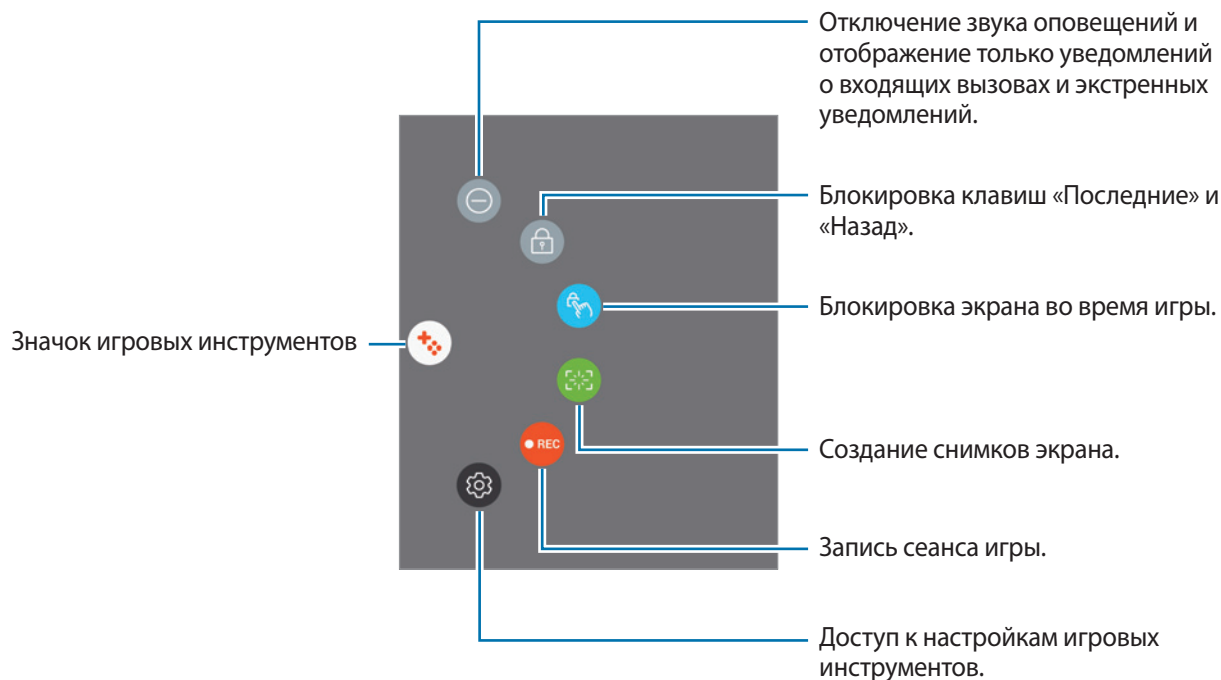 Отключение звука оповещений и
отображение только уведомлений
о входящих вызовах и экстренных
уведомлений.
Блокировка клавиш «Последние» и
«Назад».
Блокировка экрана во время игры.
Значок игровых инструментов
Создание снимков экрана.
REC
Запись сеанса игры.
Доступ к настройкам игровых
инструментов.